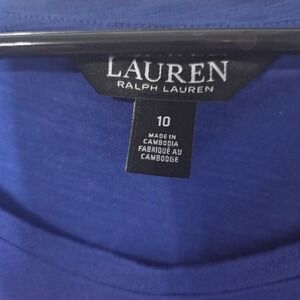 LAUREN
RALPH LAUREN
10
MADE IN
CAMBODIA
FABRIQUÉ AU
CAMBODGE